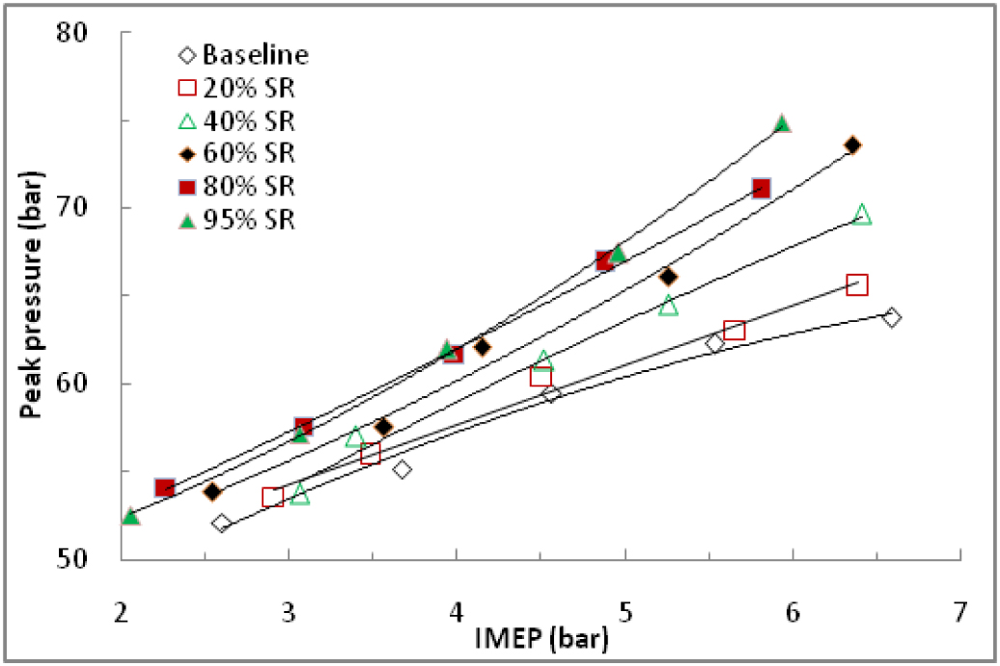 80
Baseline
20% SR
40% SR
60% SR
80% SR
95% SR
70
60
50
Peak pressure (bar)
2 3 4 5 6 7
IMEP (bar)